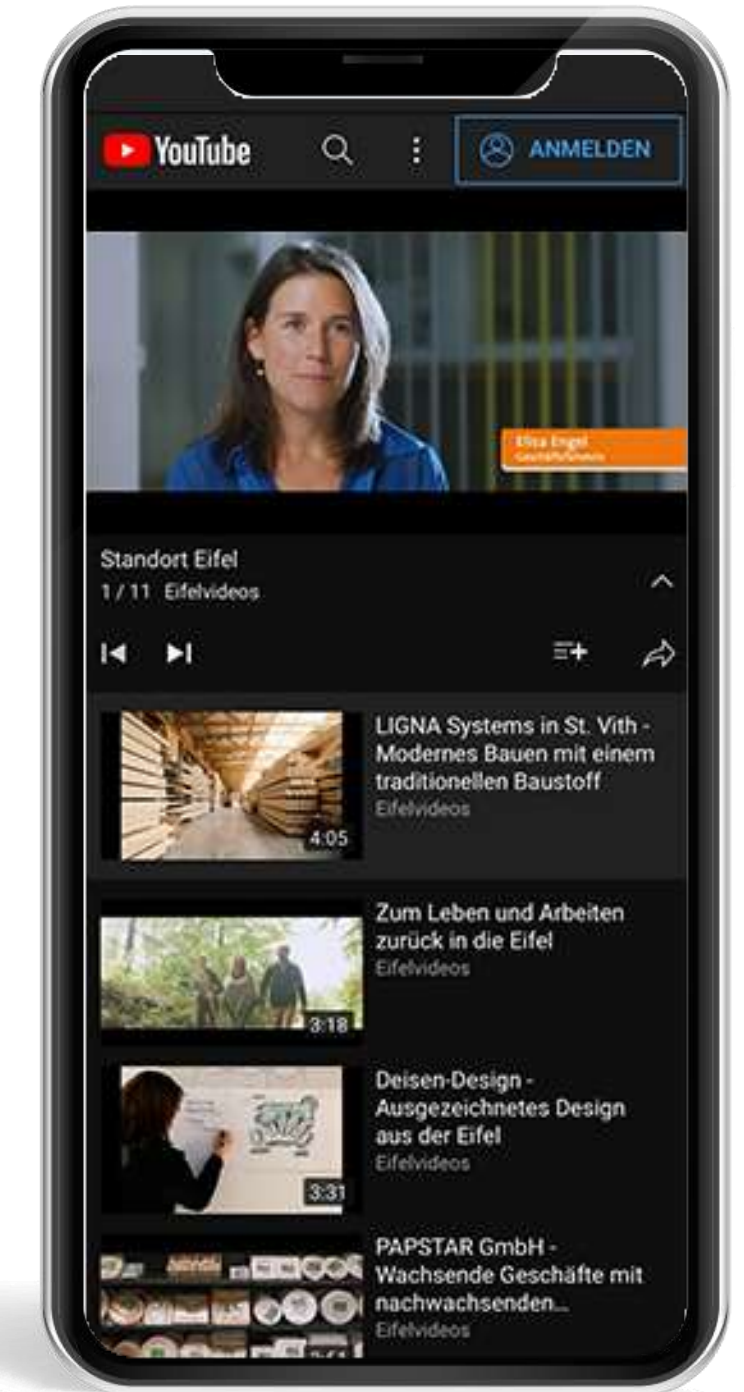 YouTube
ANMELDEN
Elisa Engel
Standort Eifel
1 / 11 Eifelvideos
LIGNA Systems in St. Vith -
Modernes Bauen mit einem
traditionellen Baustoff
Eifelvideos
4:05
Zum Leben und Arbeiten
zurück in die Eifel
Eifelvideos
3:18
Deisen-Design -
Ausgezeichnetes Design
aus der Eifel
Eifelvideos
3:31
PAPSTAR GmbH -
Wachsende Geschäfte mit
nachwachsenden...
Eifelvideos